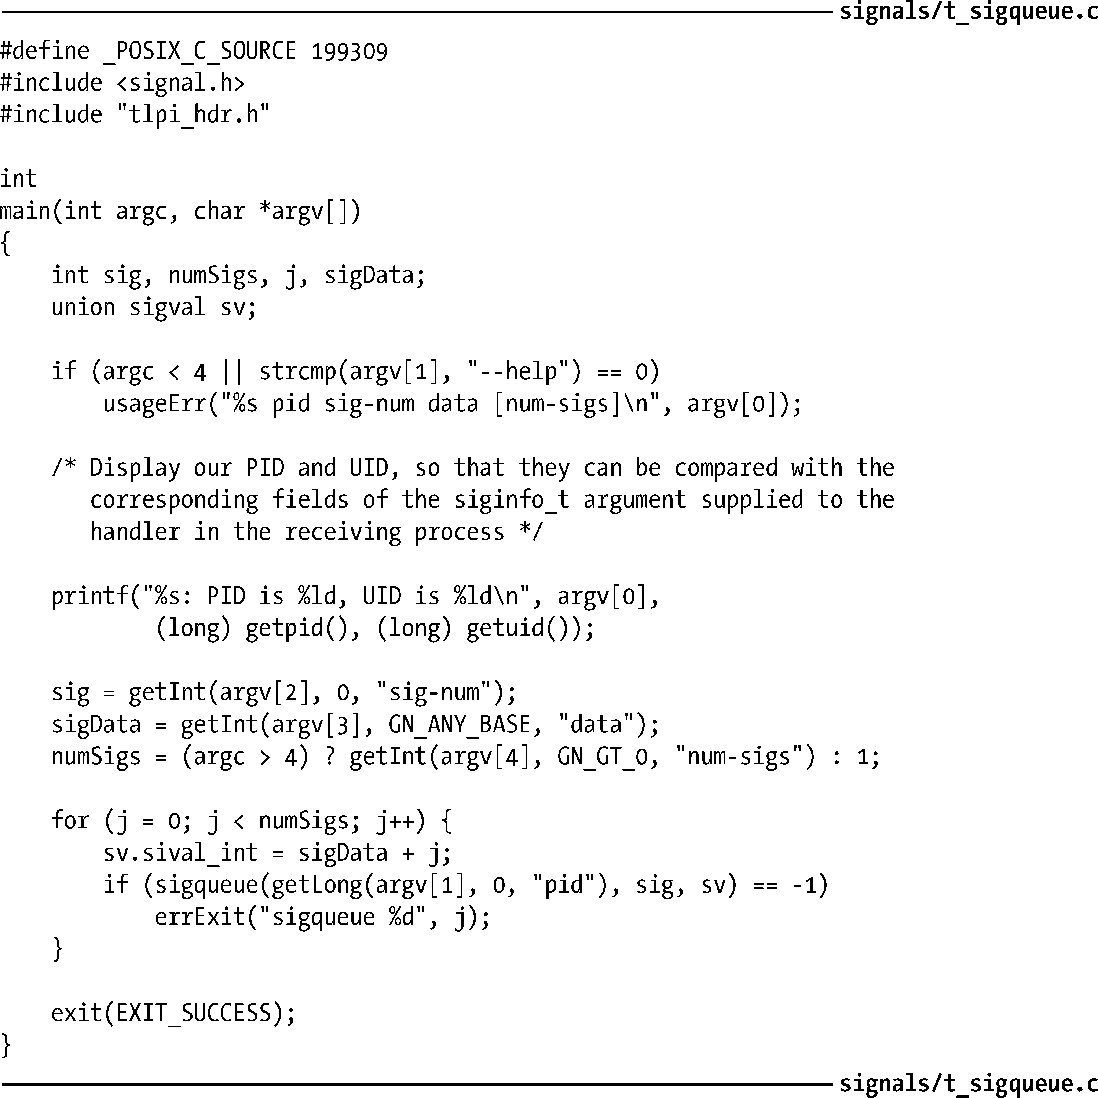 signals/t_sigqueue.c
#define _POSIX_C_SOURCE 199309
#include <signal.h>
#include "tlpi_hdr.h"
int
main(int argc, char *argv[])
{
    int sig, numSigs, j, sigData;
    union sigval sv;
    if (argc < 4 || strcmp(argv[1], "--help") == 0)
        usageErr("%s pid sig-num data [num-sigs]\n", argv[0]);
    /* Display our PID and UID, so that they can be compared with the
       corresponding fields of the siginfo_t argument supplied to the
       handler in the receiving process */
    printf("%s: PID is %ld, UID is %ld\n", argv[0],
            (long) getpid(), (long) getuid());
    sig = getInt(argv[2], 0, "sig-num");
    sigData = getInt(argv[3], GN_ANY_BASE, "data");
    numSigs = (argc > 4) ? getInt(argv[4], GN_GT_0, "num-sigs") : 1;
    for (j = 0; j < numSigs; j++) {
        sv.sival_int = sigData + j;
        if (sigqueue(getLong(argv[1], 0, "pid"), sig, sv) == -1)
            errExit("sigqueue %d", j);
    }
    exit(EXIT_SUCCESS);
}
signals/t_sigqueue.c